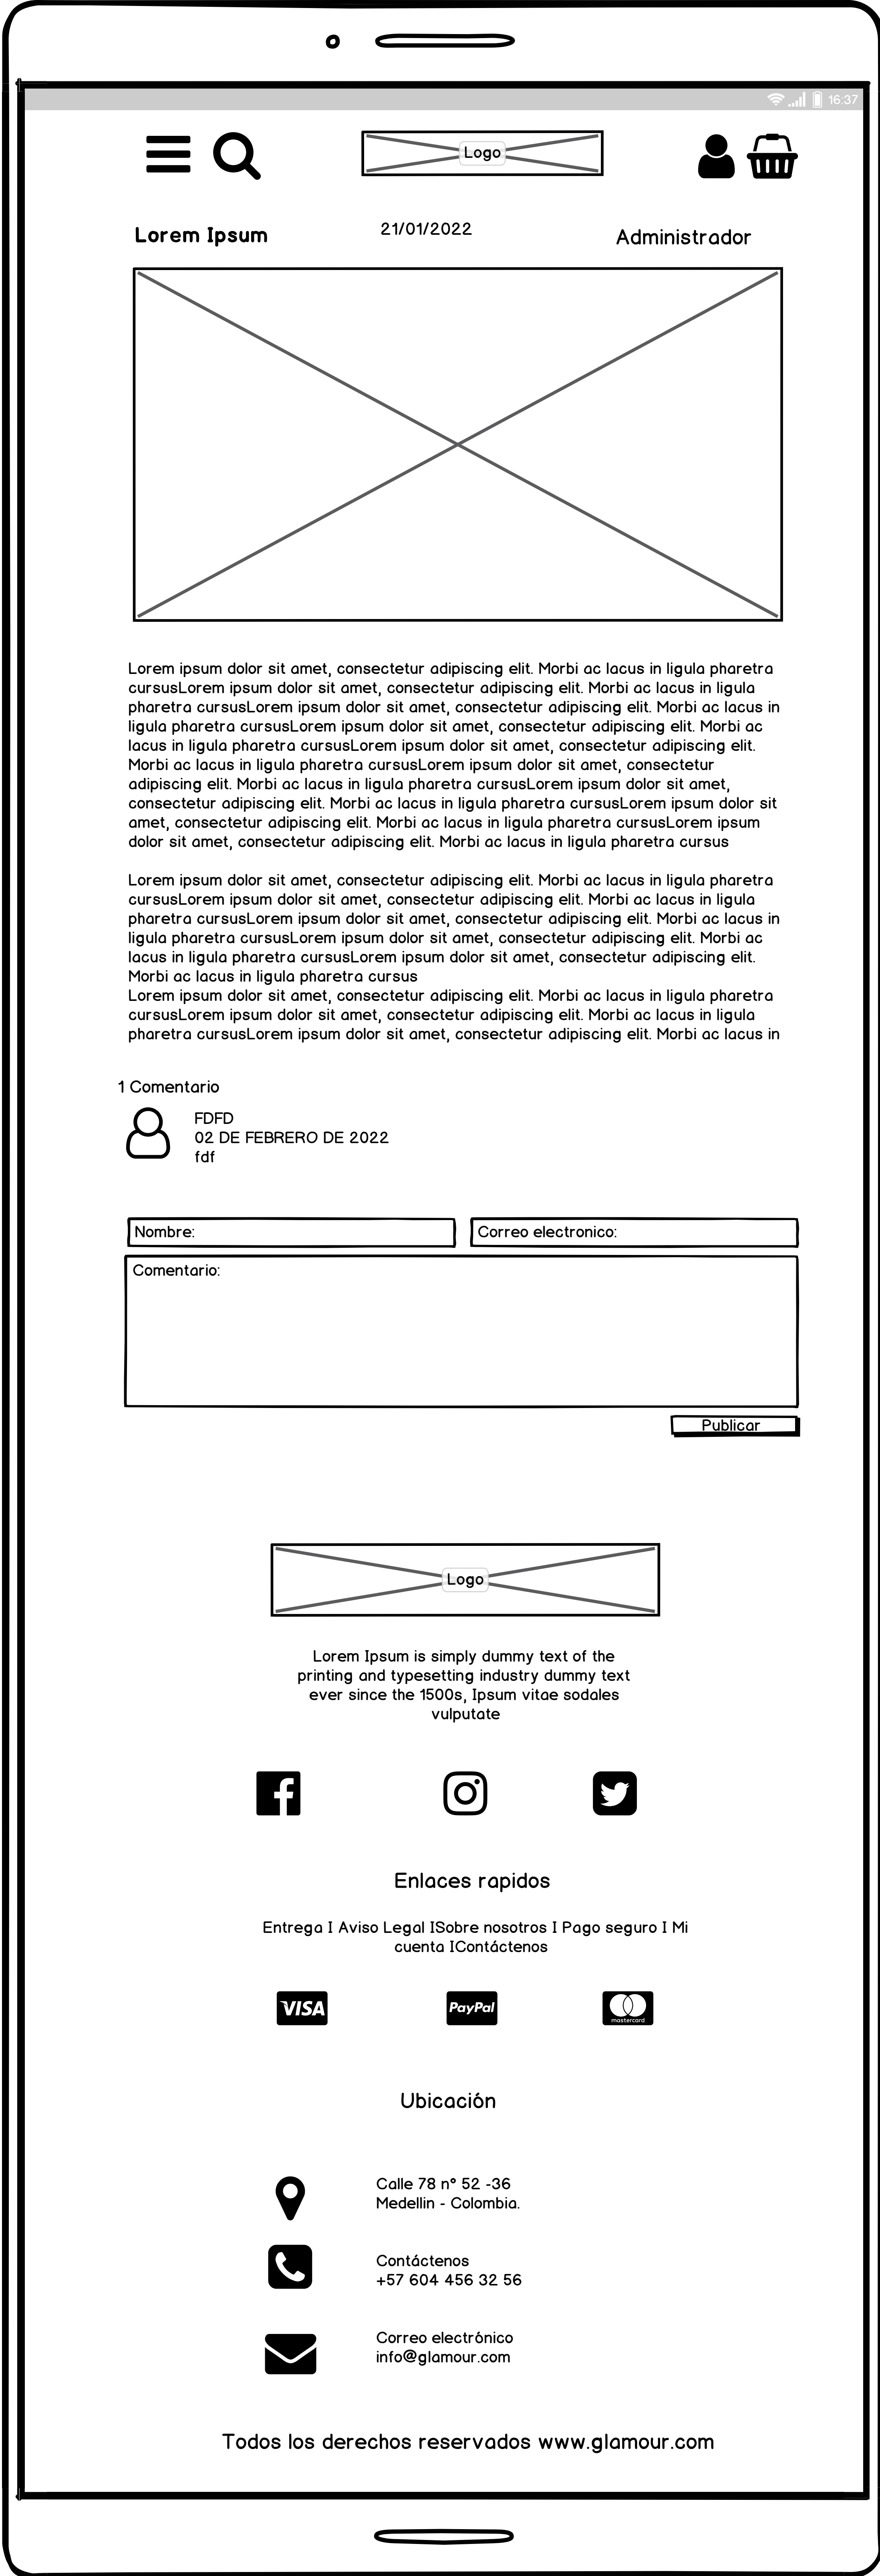 16:37
Logo
Lorem Ipsum
21/01/2022
Administrador
Lorem ipsum dolor sit amet, consectetur adipiscing elit. Morbi ac lacus in ligula pharetra
cursusLorem ipsum dolor sit amet, consectetur adipiscing elit. Morbi ac lacus in ligula
pharetra cursusLorem ipsum dolor sit amet, consectetur adipiscing elit. Morbi ac lacus in
ligula pharetra cursusLorem ipsum dolor sit amet, consectetur adipiscing elit. Morbi ac
lacus in ligula pharetra cursusLorem ipsum dolor sit amet, consectetur adipiscing elit.
Morbi ac lacus in ligula pharetra cursusLorem ipsum dolor sit amet, consectetur
adipiscing elit. Morbi ac lacus in ligula pharetra cursusLorem ipsum dolor sit amet,
consectetur adipiscing elit. Morbi ac lacus in ligula pharetra cursusLorem ipsum dolor sit
amet, consectetur adipiscing elit. Morbi ac lacus in ligula pharetra cursusLorem ipsum
dolor sit amet, consectetur adipiscing elit. Morbi ac lacus in ligula pharetra cursus
Lorem ipsum dolor sit amet, consectetur adipiscing elit. Morbi ac lacus in ligula pharetra
cursusLorem ipsum dolor sit amet, consectetur adipiscing elit. Morbi ac lacus in ligula
pharetra cursusLorem ipsum dolor sit amet, consectetur adipiscing elit. Morbi ac lacus in
ligula pharetra cursusLorem ipsum dolor sit amet, consectetur adipiscing elit. Morbi ac
lacus in ligula pharetra cursusLorem ipsum dolor sit amet, consectetur adipiscing elit.
Morbi ac lacus in ligula pharetra cursus
Lorem ipsum dolor sit amet, consectetur adipiscing elit. Morbi ac lacus in ligula pharetra
cursusLorem ipsum dolor sit amet, consectetur adipiscing elit. Morbi ac lacus in ligula
pharetra cursusLorem ipsum dolor sit amet, consectetur adipiscing elit. Morbi ac lacus in
1 Comentario
FDFD
02 DE FEBRERO DE 2022
fdf
Nombre:
Correo electronico:
Comentario:
Publicar
Logo
Lorem Ipsum is simply dummy text of the
printing and typesetting industry dummy text
ever since the 1500s, Ipsum vitae sodales
vulputate
Enlaces rapidos
Entrega I Aviso Legal ISobre nosotros I Pago seguro I Mi
cuenta IContáctenos
VISA
PayPal
mastercard
Ubicación
Calle 78 n° 52 -36
Medellin - Colombia.
Contáctenos
+57 604 456 32 56
Correo electrónico
info@glamour.com
Todos los derechos reservados www.glamour.com